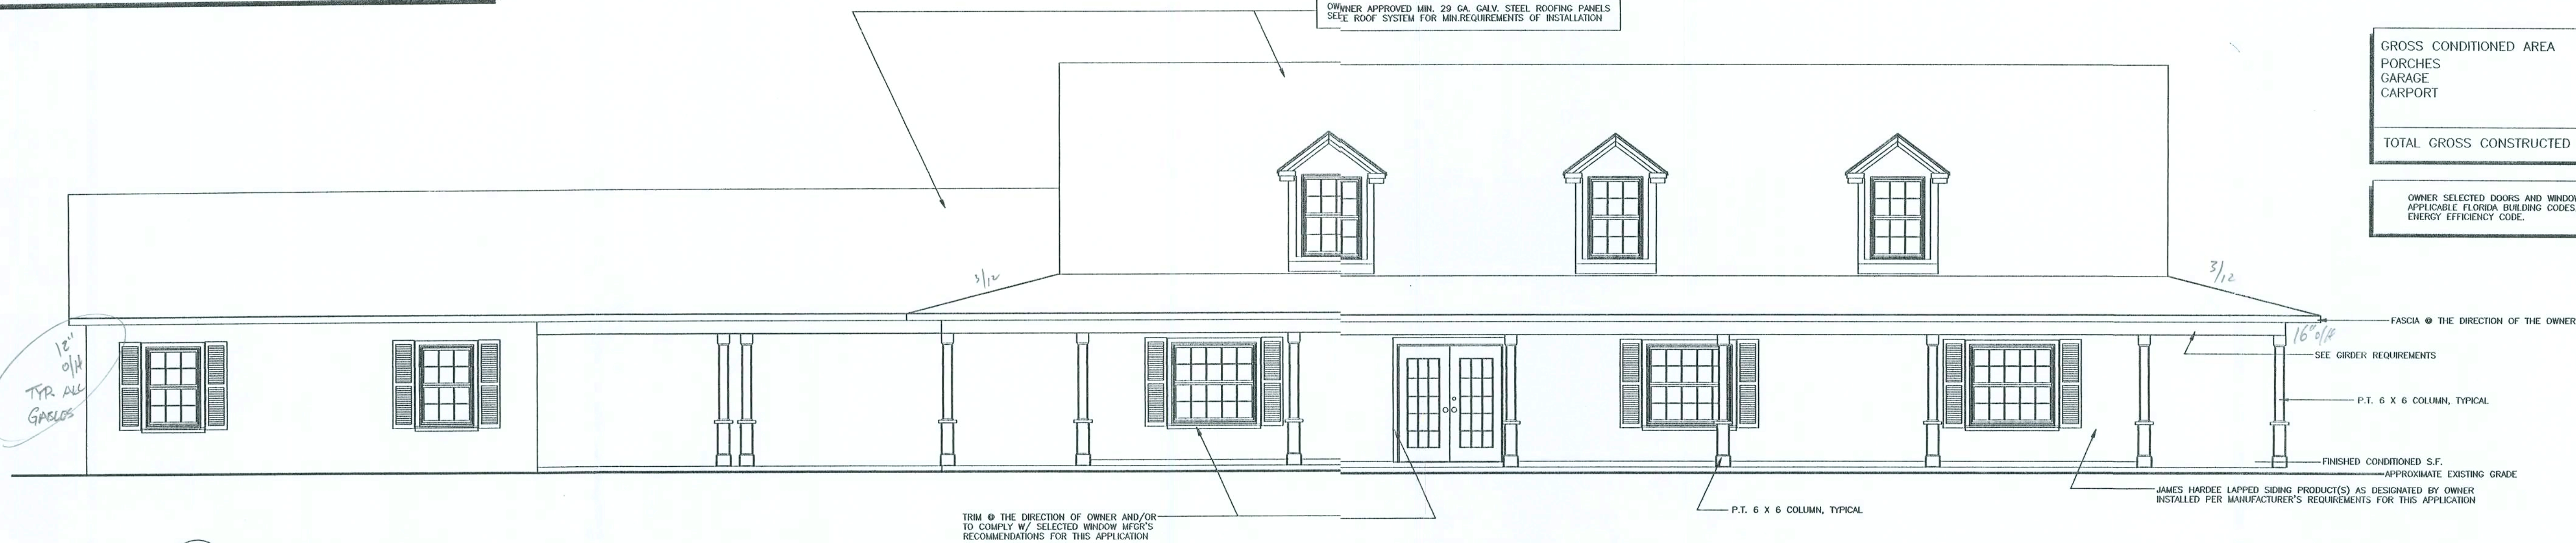 OWNER APPROVED MIN. 29 GA. GALV. STEEL ROOFING PANELS
SEE ROOF SYSTEM FOR MIN.REQUIREMENTS OF INSTALLATION
GROSS CONDITIONED AREA
PORCHES
GARAGE
CARPORT
TOTAL GROSS CONSTRUCTED
OWNER SELECTED DOORS AND WINDOW
APPLICABLE FLORIDA BUILDING CODES
ENERGY EFFICIENCY CODE.
3/12
3/12
12"
O/H
TYP. ALL
GABLES
FASCIA @ THE DIRECTION OF THE OWNER
16" O/H
SEE GIRDER REQUIREMENTS
P.T. 6 X 6 COLUMN, TYPICAL
FINISHED CONDITIONED S.F.
APPROXIMATE EXISTING GRADE
JAMES HARDEE LAPPED SIDING PRODUCT(S) AS DESIGNATED BY OWNER
INSTALLED PER MANUFACTURER'S REQUIREMENTS FOR THIS APPLICATION
P.T. 6 X 6 COLUMN, TYPICAL
TRIM @ THE DIRECTION OF OWNER AND/OR
TO COMPLY W/ SELECTED WINDOW MFGR'S
RECOMMENDATIONS FOR THIS APPLICATION